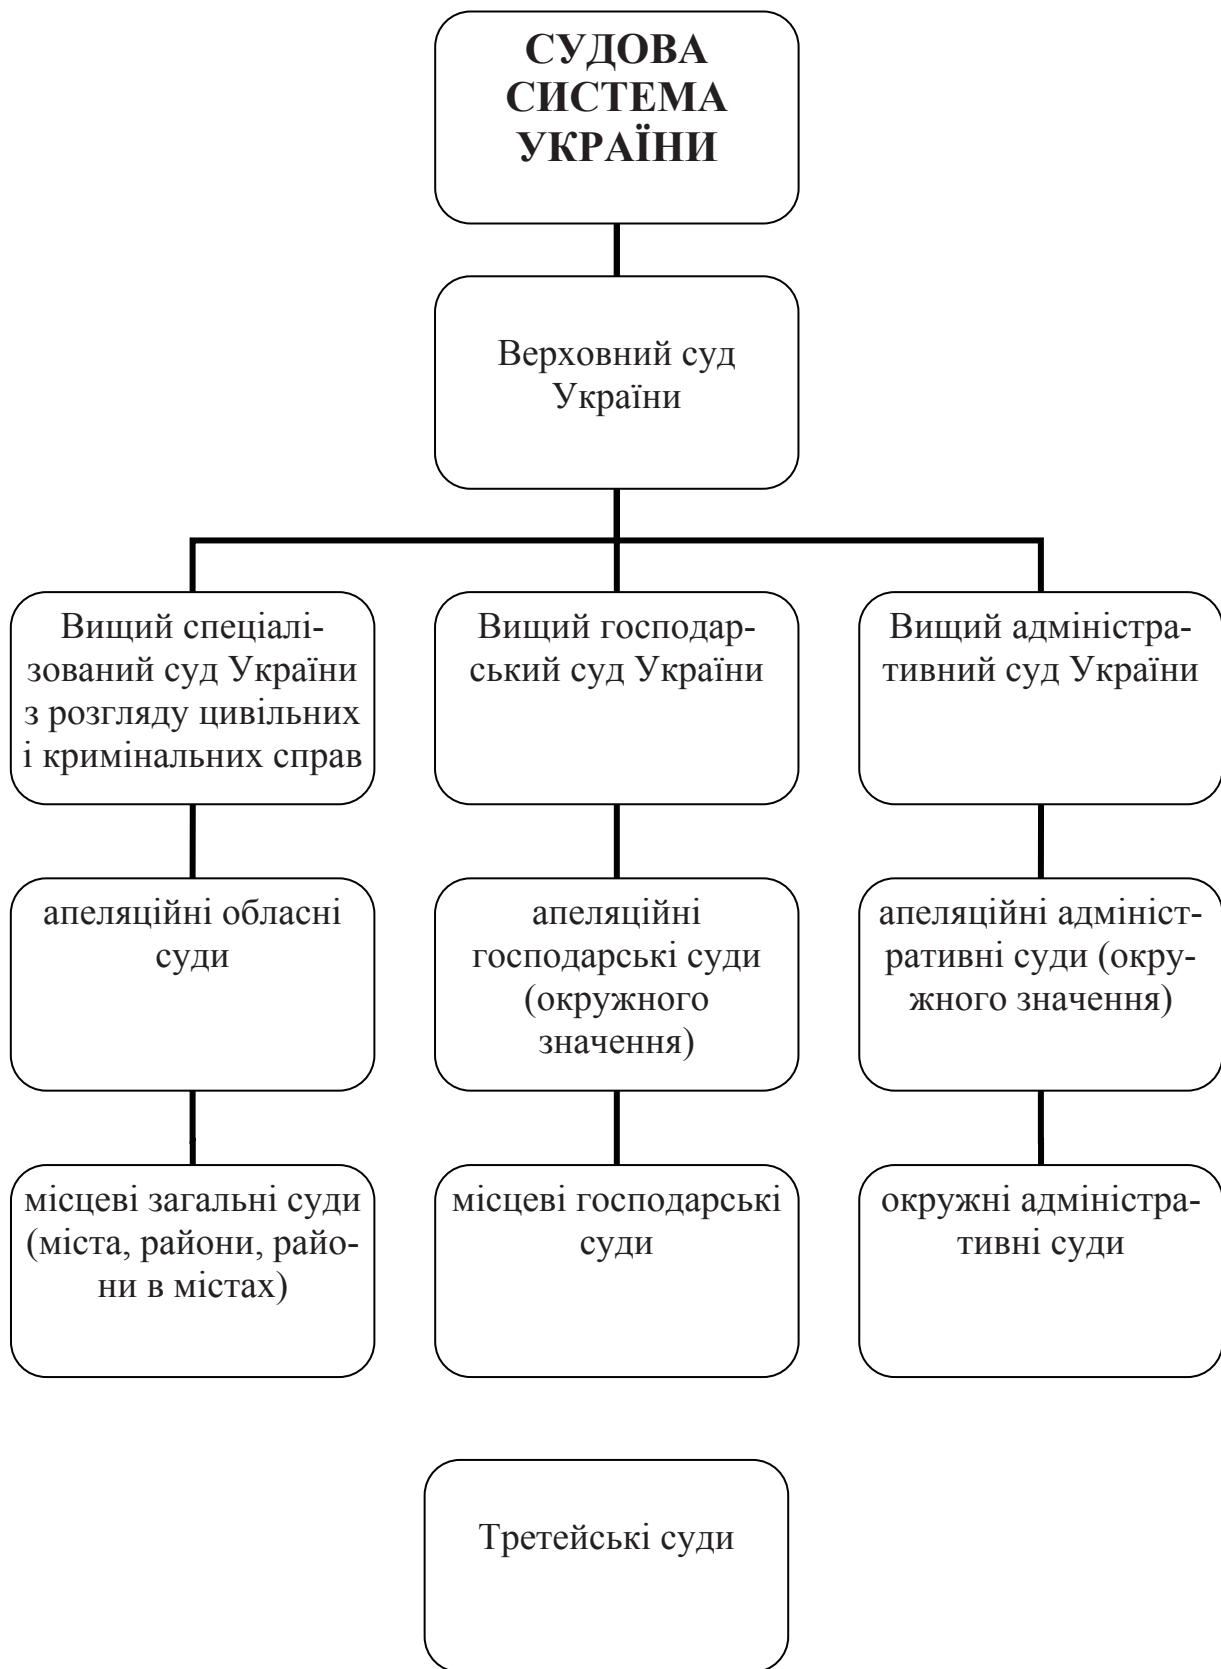 СУДОВА
СИСТЕМА
УКРАЇНИ
Верховний суд
України
Вищий спеціалі-
зований суд України
з розгляду цивільних
і кримінальних справ
Вищий господар-
ський суд України
Вищий адміністра-
тивний суд України
апеляційні обласні
суди
апеляційні
господарські суди
(окружного
значення)
апеляційні адмініст-
ративні суди (окру-
жного значення)
місцеві загальні суди
(міста, райони, райо-
ни в містах)
місцеві господарські
суди
окружні адміністра-
тивні суди
Третейські суди